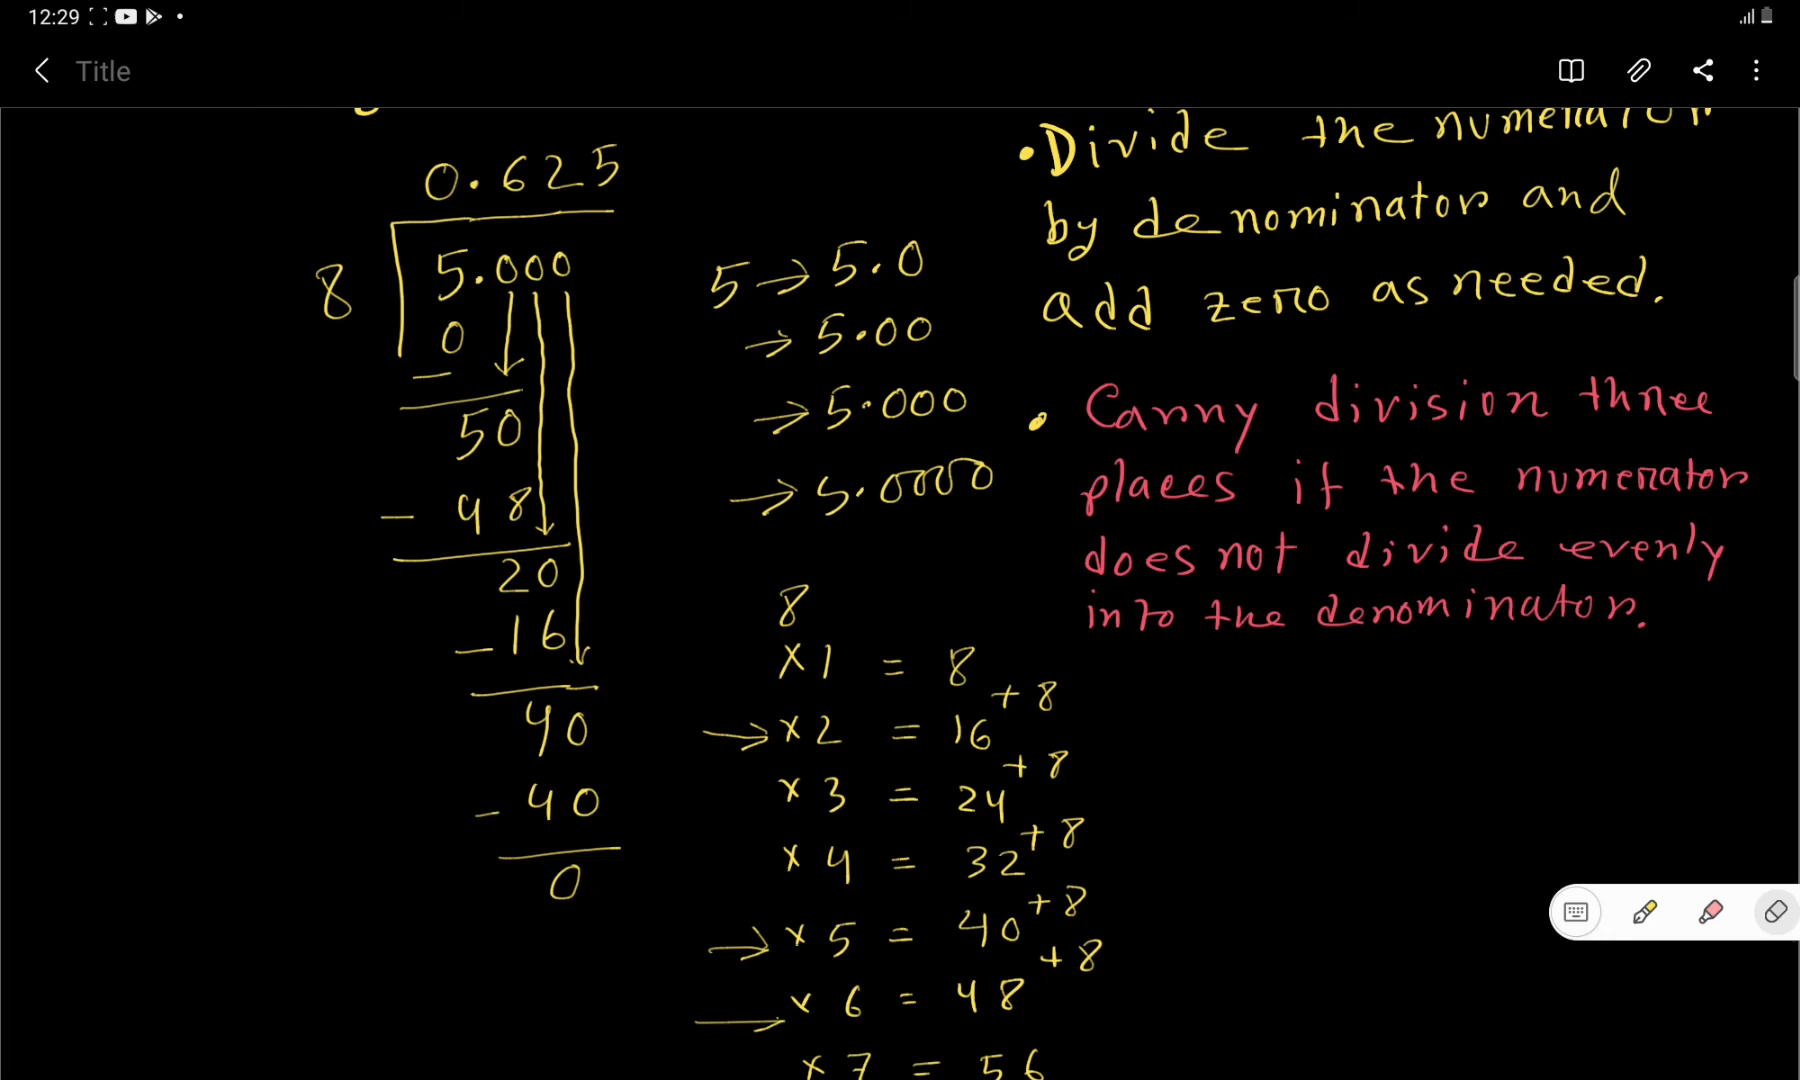 12:29
Title
0.625
8 5.000
0
-
50
- 48
20
- 16
40
- 40
0
5 → 5.0
→ 5.00
→ 5.000
→ 5.0000
8
× 1 = 8
+ 8
→ × 2 = 16
+ 8
× 3 = 24
+ 8
× 4 = 32
+ 8
→ × 5 = 40
+ 8
× 6 = 48
× 7 = 56
• Divide the numerator
by denominator and
add zero as needed.
• Carry division three
places if the numerator
does not divide evenly
into the denominator.